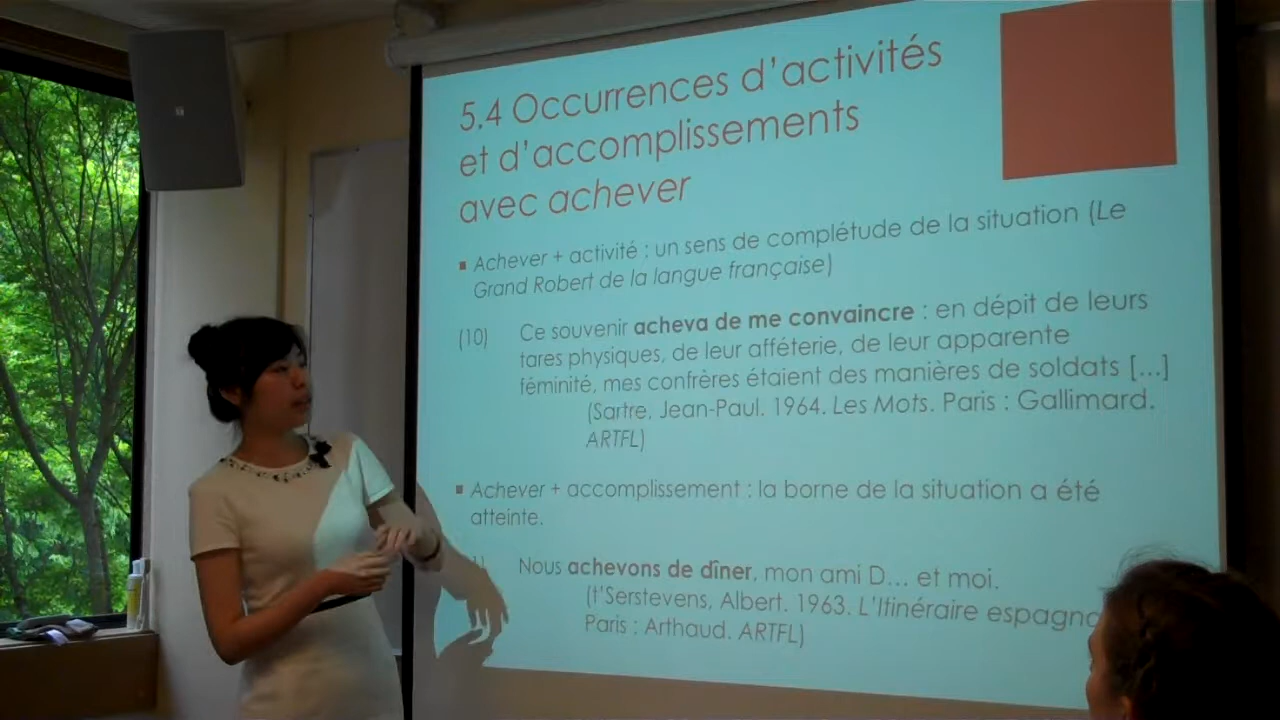 5.4 Occurrences d'activités
et d'accomplissements
avec achever
Achever + activité : un sens de complétude de la situation (Le
Grand Robert de la langue française)
(10) Ce souvenir acheva de me convaincre : en dépit de leurs
tares physiques, de leur afféterie, de leur apparente
féminité, mes confrères étaient des manières de soldats [...]
(Sartre, Jean-Paul. 1964. Les Mots. Paris : Gallimard.
ARTFL)
Achever + accomplissement : la borne de la situation a été
atteinte.
Nous achevons de dîner, mon ami D... et moi.
(t'Serstevens, Albert. 1963. L'Itinéraire espagno
Paris : Arthaud. ARTFL)